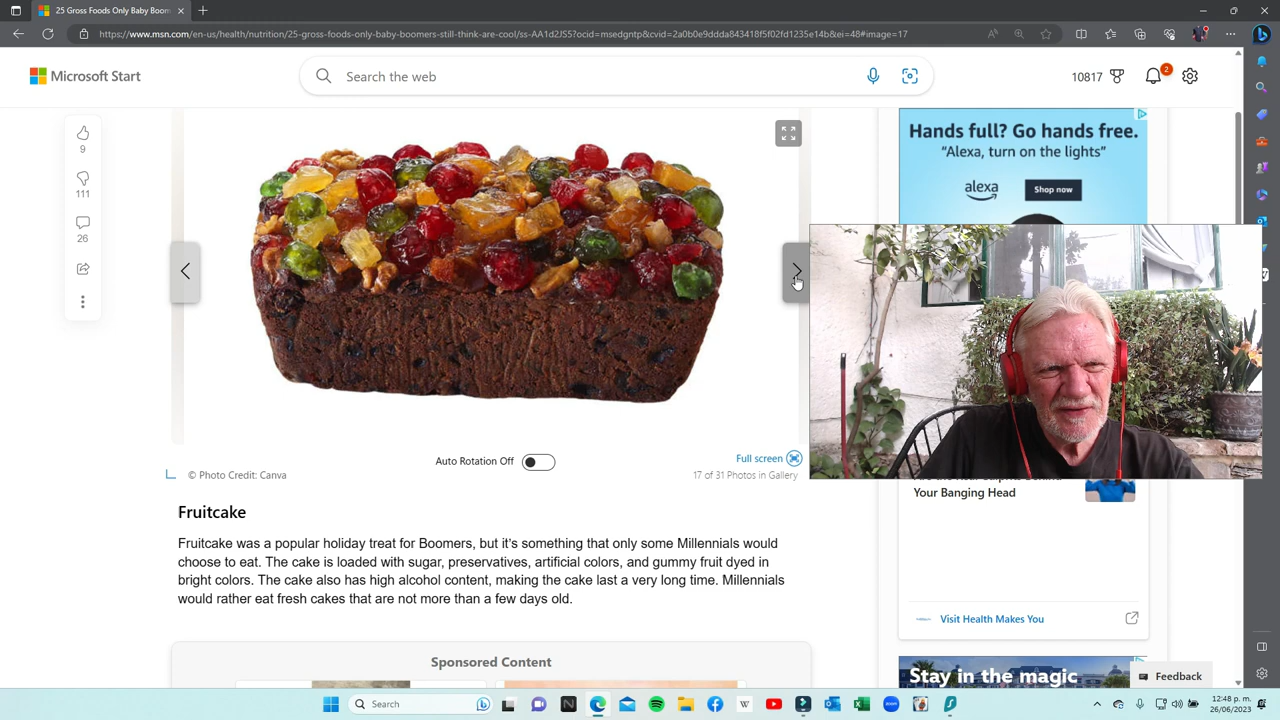 25 Gross Foods Only Baby Boom
https://www.msn.com/en-us/health/nutrition/25-gross-foods-only-baby-boomers-still-think-are-cool/ss-AA1d2JS5?ocid=msedgntp&cvid=2a0b0e9ddda843418f5f02fd1235e14b&ei=48#image=17
Microsoft Start
Search the web
10817
2
9
111
26
Hands full? Go hands free.
“Alexa, turn on the lights”
alexa
Shop now
Auto Rotation Off
Full screen
© Photo Credit: Canva
17 of 31 Photos in Gallery
Your Banging Head
Fruitcake
Fruitcake was a popular holiday treat for Boomers, but it’s something that only some Millennials would
choose to eat. The cake is loaded with sugar, preservatives, artificial colors, and gummy fruit dyed in
bright colors. The cake also has high alcohol content, making the cake last a very long time. Millennials
would rather eat fresh cakes that are not more than a few days old.
Visit Health Makes You
Sponsored Content
Stay in the magic
Feedback
Search
12:48 p. m.
26/06/2023